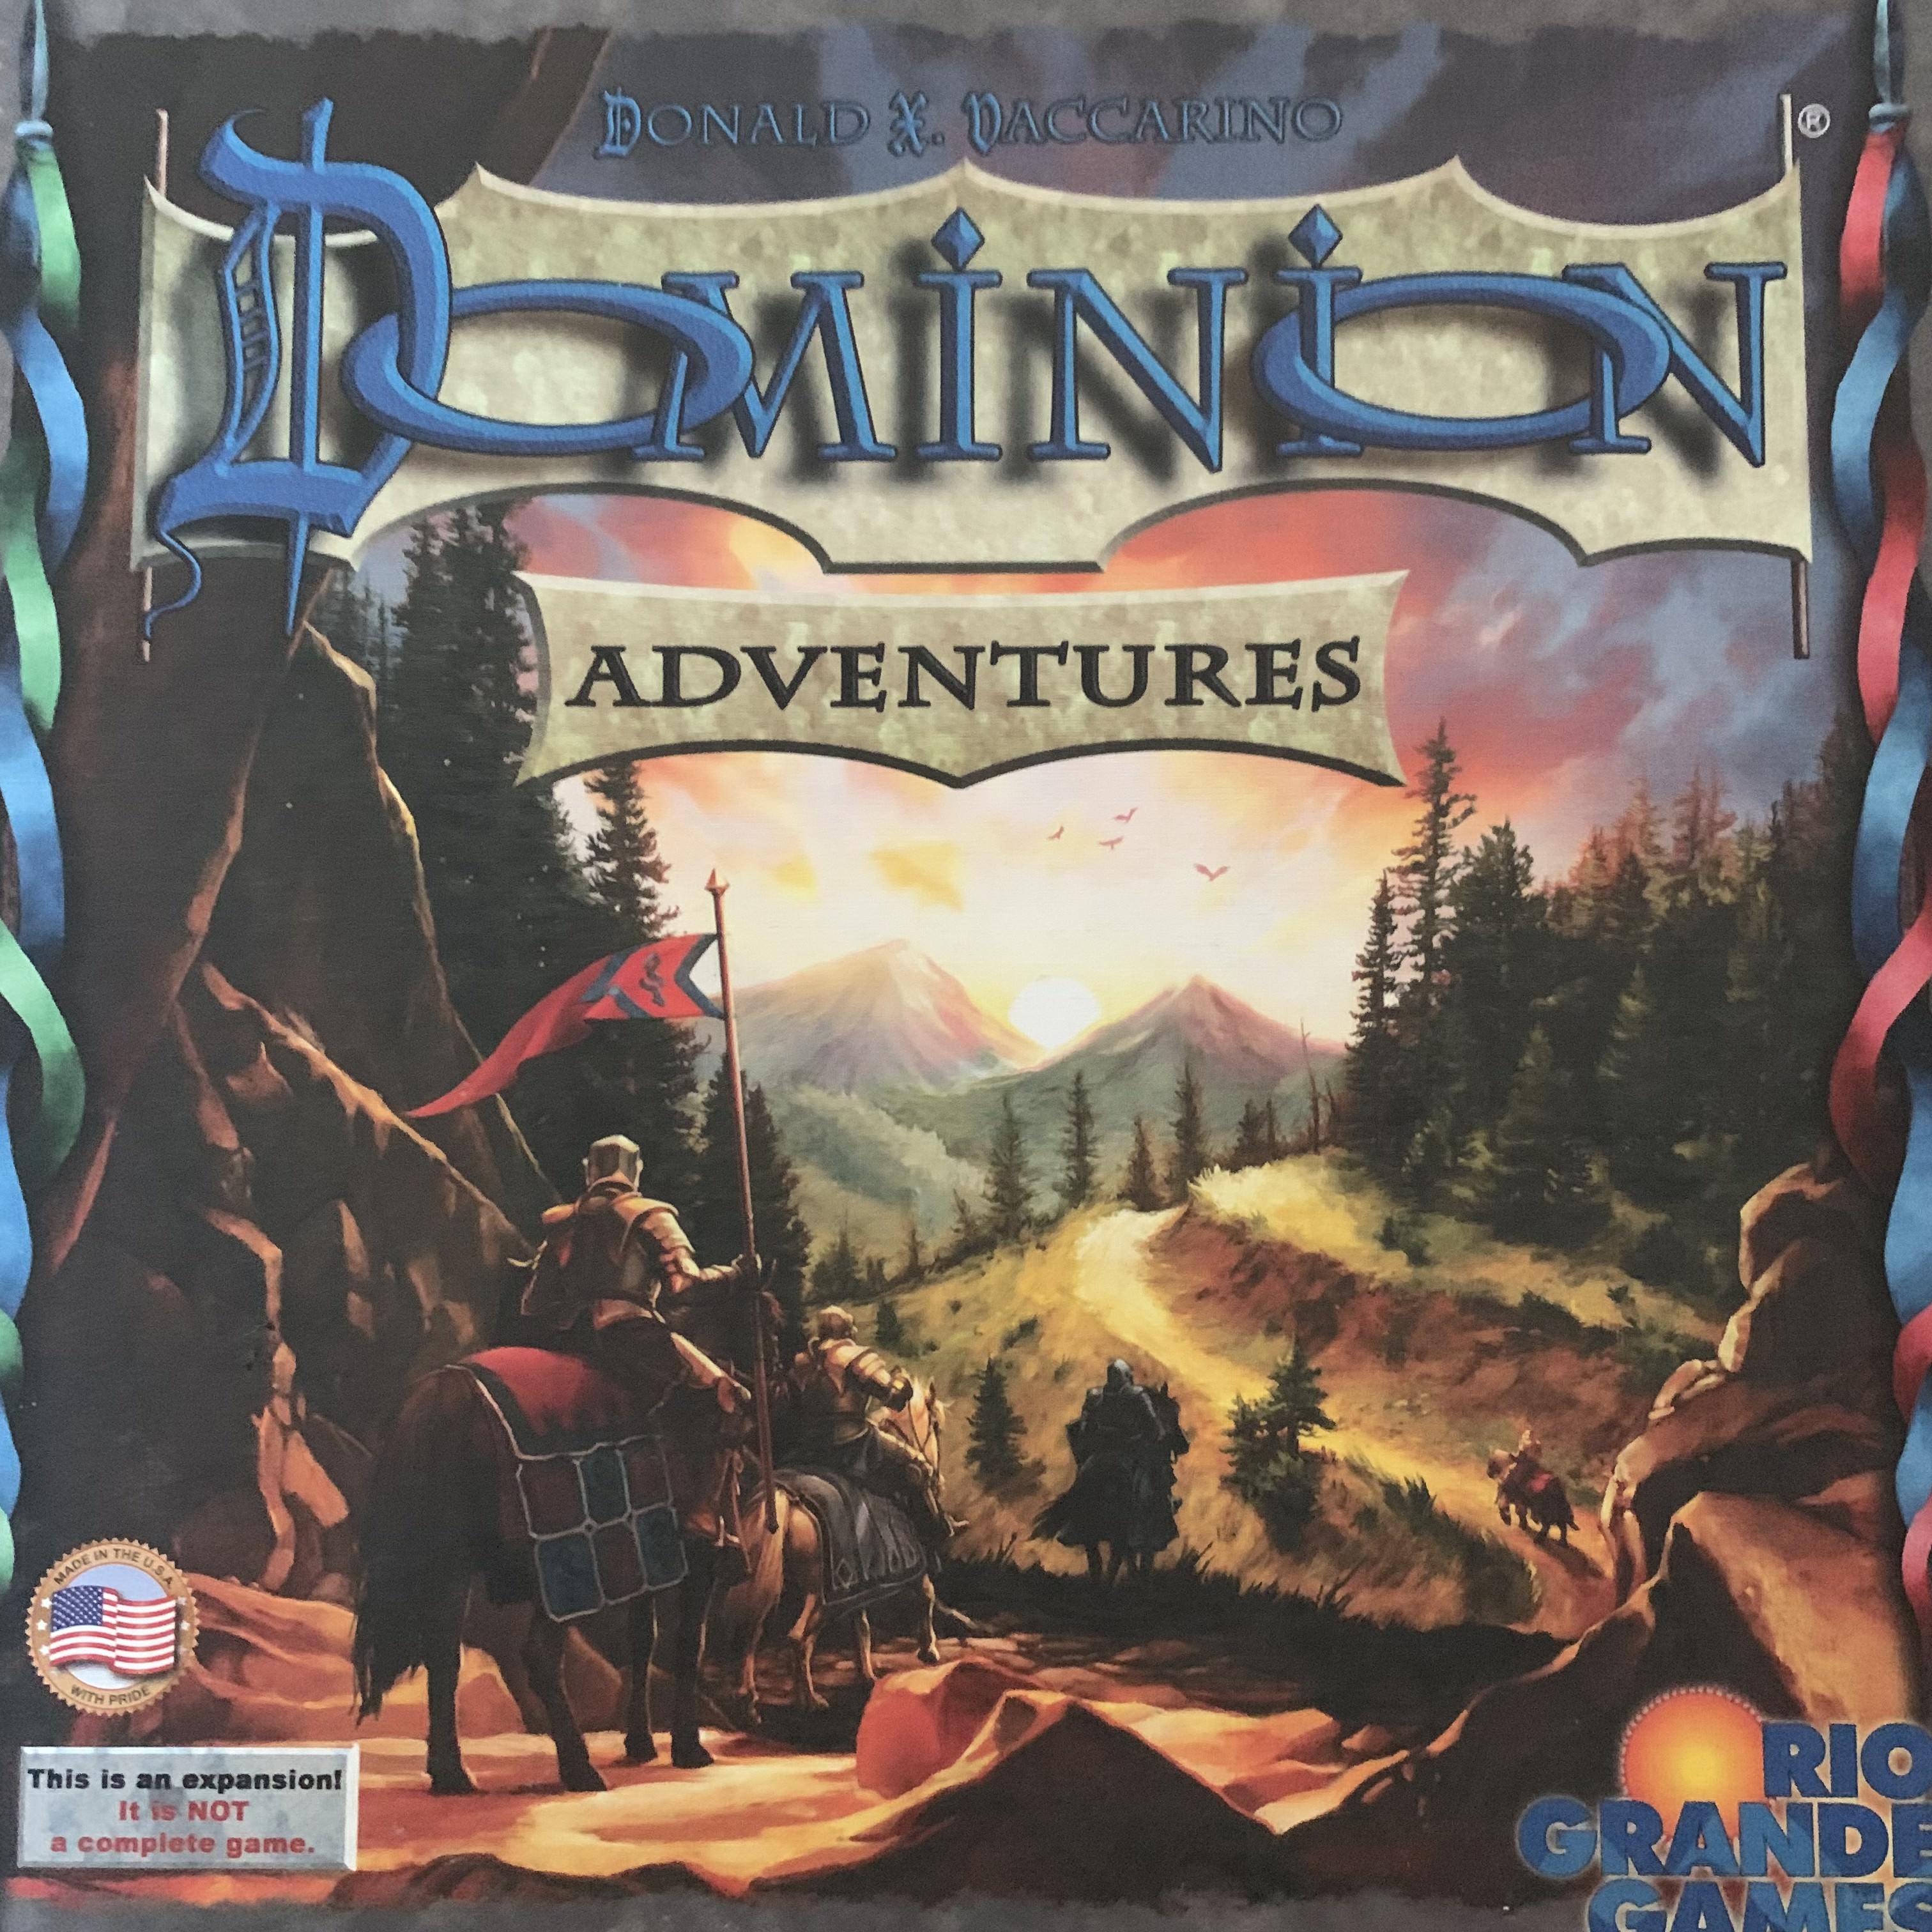 DONALD X. VACCARINO
DOMINION
®
ADVENTURES
MADE IN THE U.S.A.
WITH PRIDE
This is an expansion!
It is NOT
a complete game.
RIO
GRANDE
GAMES